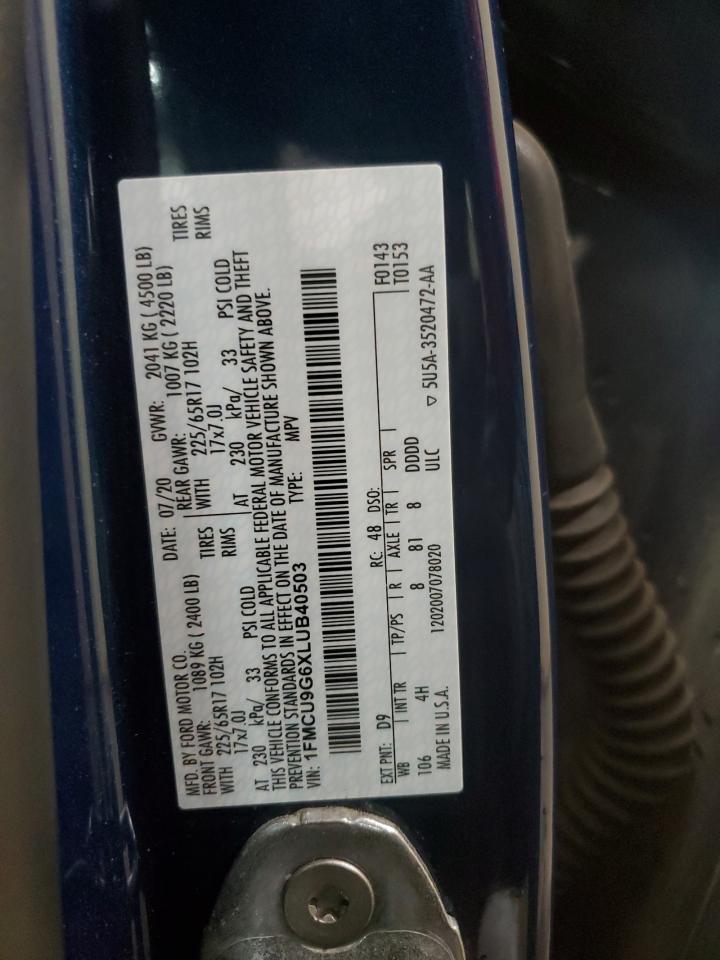 MFD. BY FORD MOTOR CO.
DATE: 07/20 GVWR: 2041 KG ( 4500 LB)
FRONT GAWR: 1089 KG ( 2400 LB) REAR GAWR: 1007 KG ( 2220 LB)
WITH 225/65R17 102H TIRES WITH 225/65R17 102H TIRES
17x7.0J RIMS 17x7.0J RIMS
AT 230 kPa/ 33 PSI COLD AT 230 kPa/ 33 PSI COLD
THIS VEHICLE CONFORMS TO ALL APPLICABLE FEDERAL MOTOR VEHICLE SAFETY AND THEFT
PREVENTION STANDARDS IN EFFECT ON THE DATE OF MANUFACTURE SHOWN ABOVE.
VIN: 1FMCU9G6XLUB40503 TYPE: MPV
EXT PNT: D9 RC: 48 DSO: F0143
WB | INT TR | TP/PS | R | AXLE | TR | SPR | T0153
106 4H 8 81 8 DDDD
MADE IN U.S.A. 1202007078020 ULC ▽ 5U5A-3520472-AA